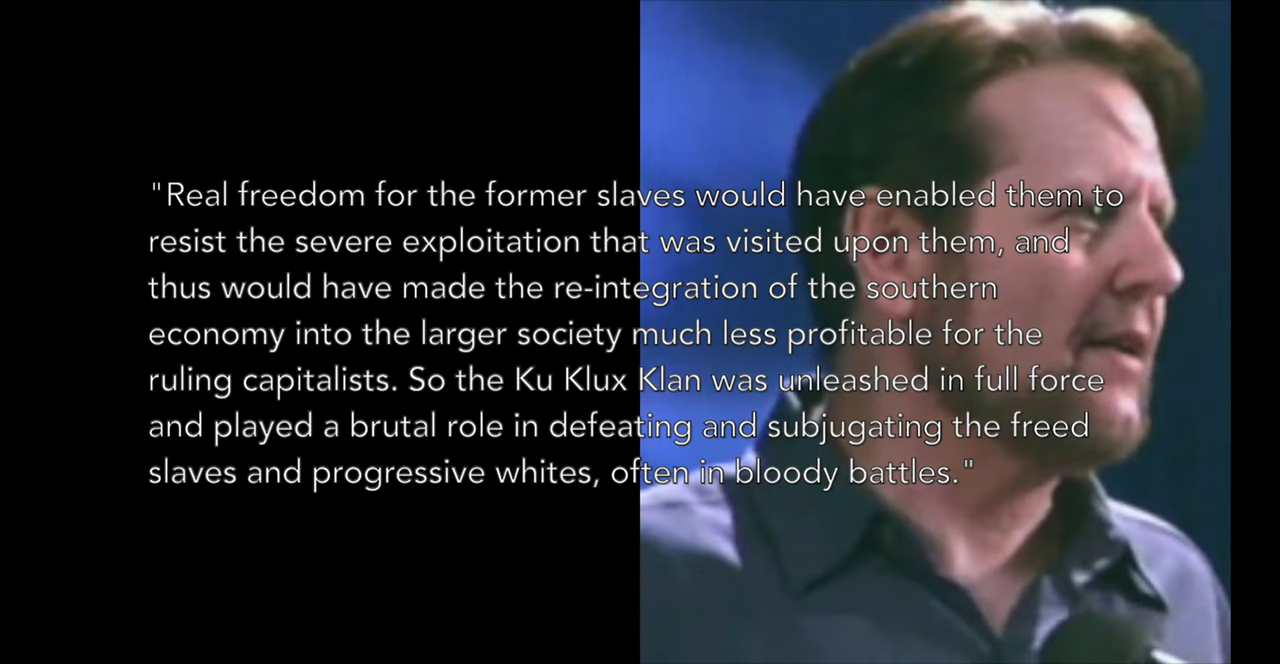 "Real freedom for the former slaves would have enabled them to
resist the severe exploitation that was visited upon them, and
thus would have made the re-integration of the southern
economy into the larger society much less profitable for the
ruling capitalists. So the Ku Klux Klan was unleashed in full force
and played a brutal role in defeating and subjugating the freed
slaves and progressive whites, often in bloody battles."